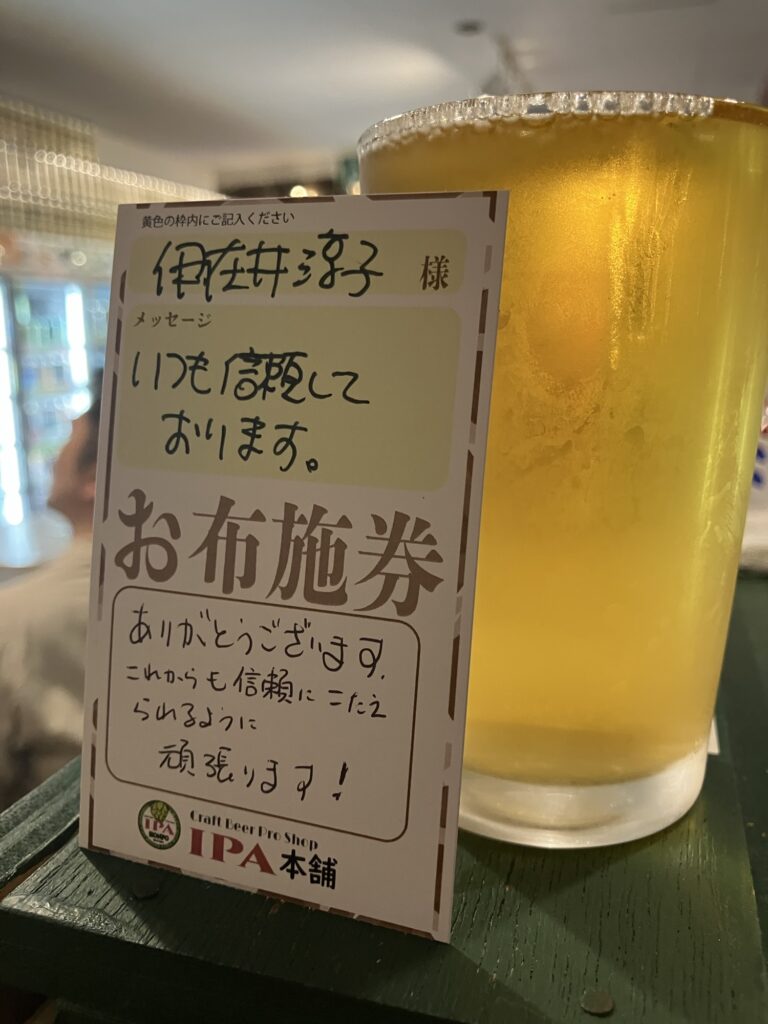 黄色の枠内にご記入ください
伊在井淳子 様
メッセージ
いつも信頼して
おります。
お布施券
ありがとうございます、
これからも信頼にこたえ
られるように
頑張ります!
Craft Beer Pro Shop
IPA本舗
IPA
HONPO